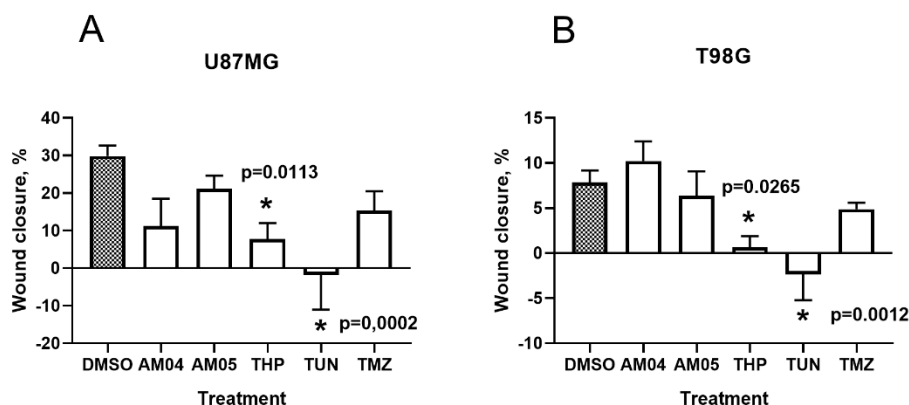 A
U87MG
Wound closure, %
40
30
20
10
0
-10
-20
p=0.0113
*
*
p=0,0002
DMSO AM04 AM05 THP TUN TMZ
Treatment
B
T98G
Wound closure, %
15
10
5
0
-5
-10
p=0.0265
*
*
p=0.0012
DMSO AM04 AM05 THP TUN TMZ
Treatment